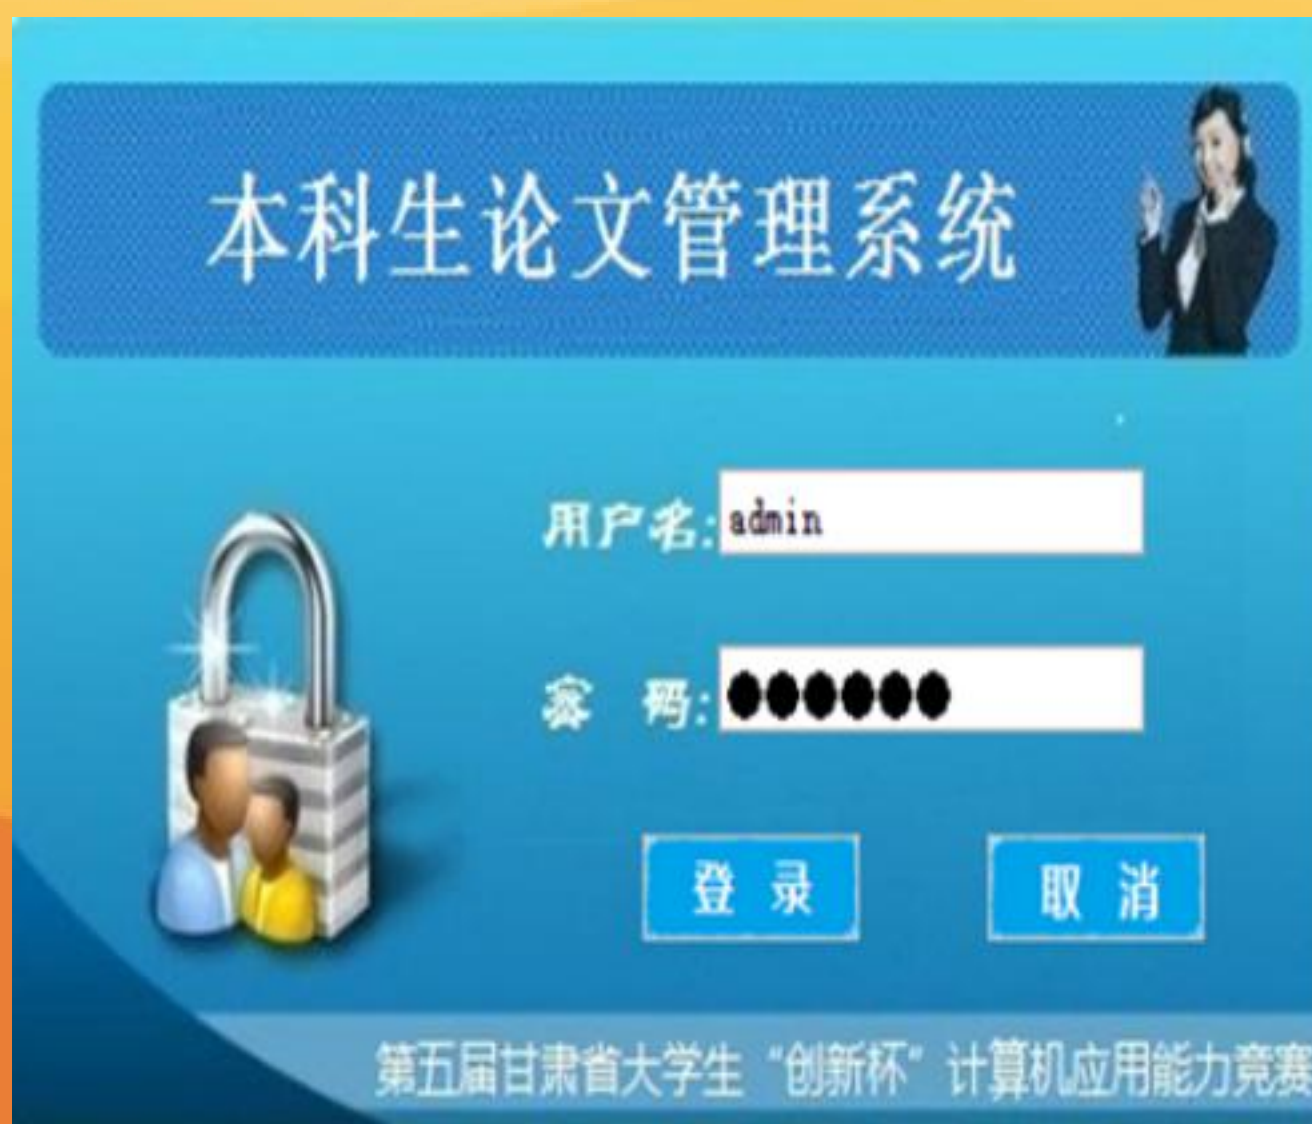 本科生论文管理系统
用户名: admin
密 码: ●●●●●●
登 录 取 消
第五届甘肃省大学生“创新杯”计算机应用能力竞赛